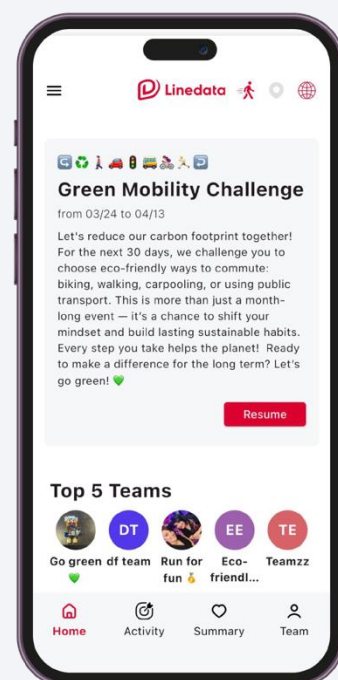 Linedata
Green Mobility Challenge
from 03/24 to 04/13
Let's reduce our carbon footprint together!
For the next 30 days, we challenge you to
choose eco-friendly ways to commute:
biking, walking, carpooling, or using public
transport. This is more than just a month-
long event — it's a chance to shift your
mindset and build lasting sustainable habits.
Every step you take helps the planet! Ready
to make a difference for the long term? Let's
go green! 💚
Resume
Top 5 Teams
DT
EE
TE
Go green 💚
df team
Run for fun 🥇
Eco-friendl...
Teamzz
Home
Activity
Summary
Team